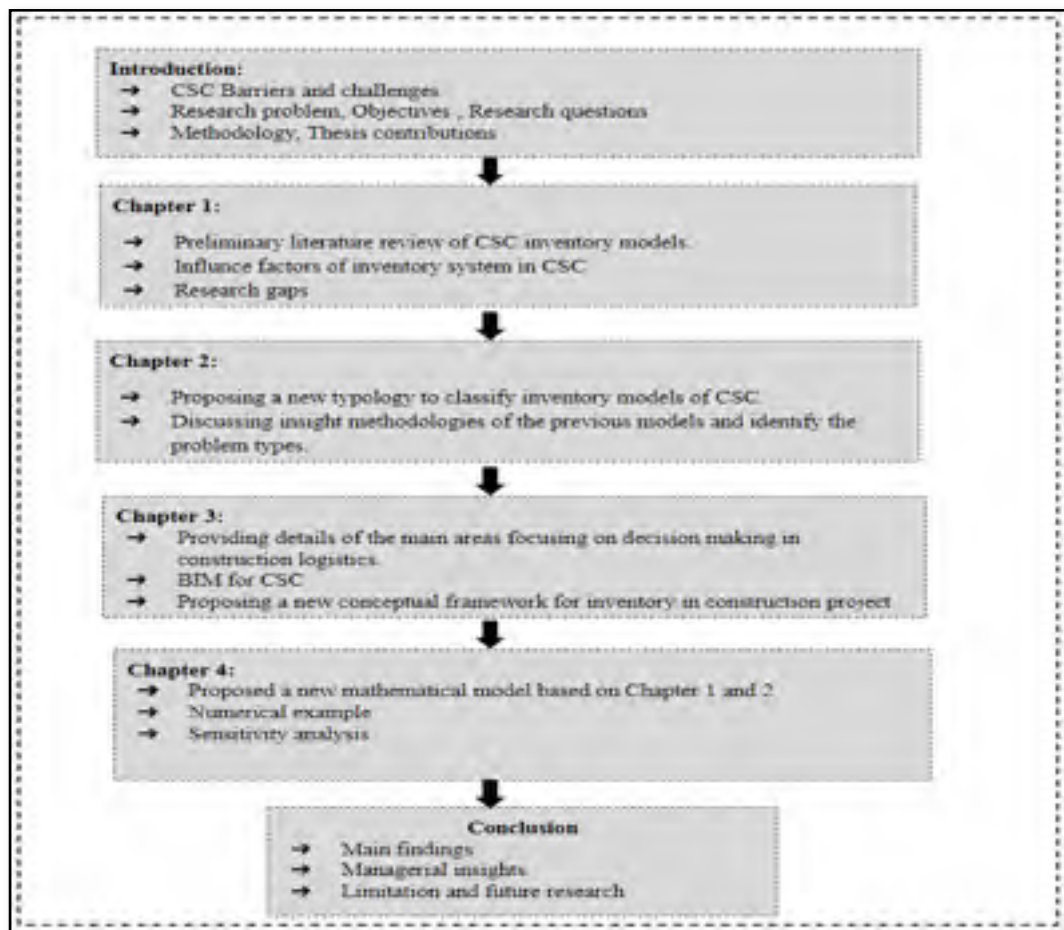 Introduction:
→ CSC Barriers and challenges
→ Research problem, Objectives , Research questions
→ Methodology, Thesis contributions
Chapter 1:
→ Preliminary literature review of CSC inventory models.
→ Influnce factors of inventory system in CSC
→ Research gaps
Chapter 2:
→ Proposing a new typology to classify inventory models of CSC
→ Discussing insight methodologies of the previous models and identify the
problem types.
Chapter 3:
→ Providing details of the main areas focusing on decision making in
construction logistics.
→ BIM for CSC
→ Proposing a new conceptual framework for inventory in construction project
Chapter 4:
→ Proposed a new mathematical model based on Chapter 1 and 2
→ Numerical example
→ Sensitivity analysis
Conclusion
→ Main findings
→ Managerial insights
→ Limitation and future research